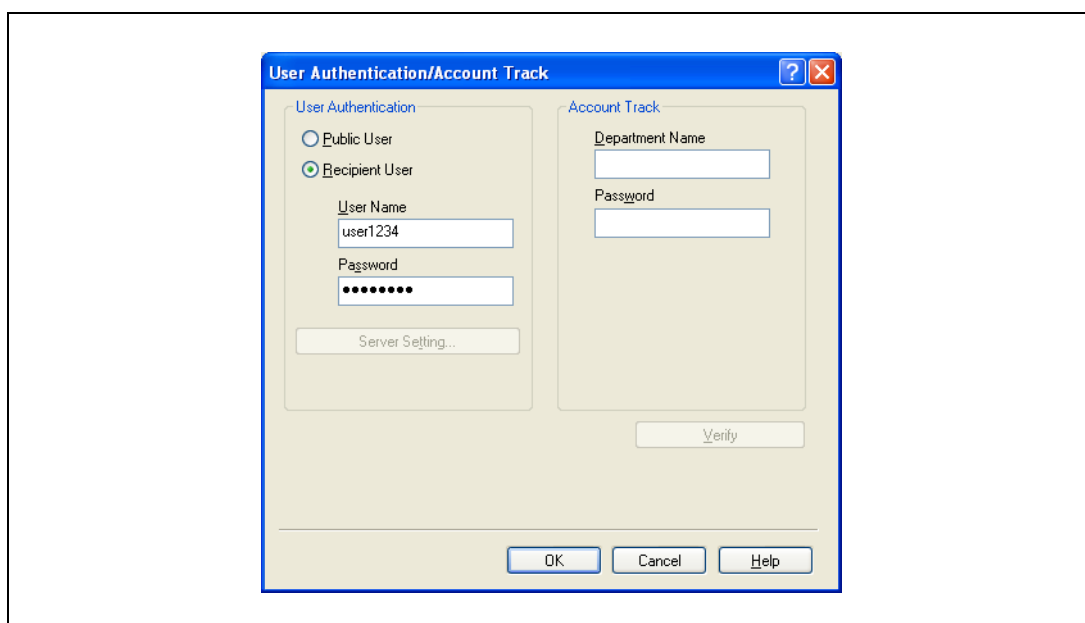 User Authentication/Account Track
User Authentication
Public User
Recipient User
User Name
user1234
Password
●●●●●●●●
Server Setting...
Account Track
Department Name
Password
Verify
OK
Cancel
Help